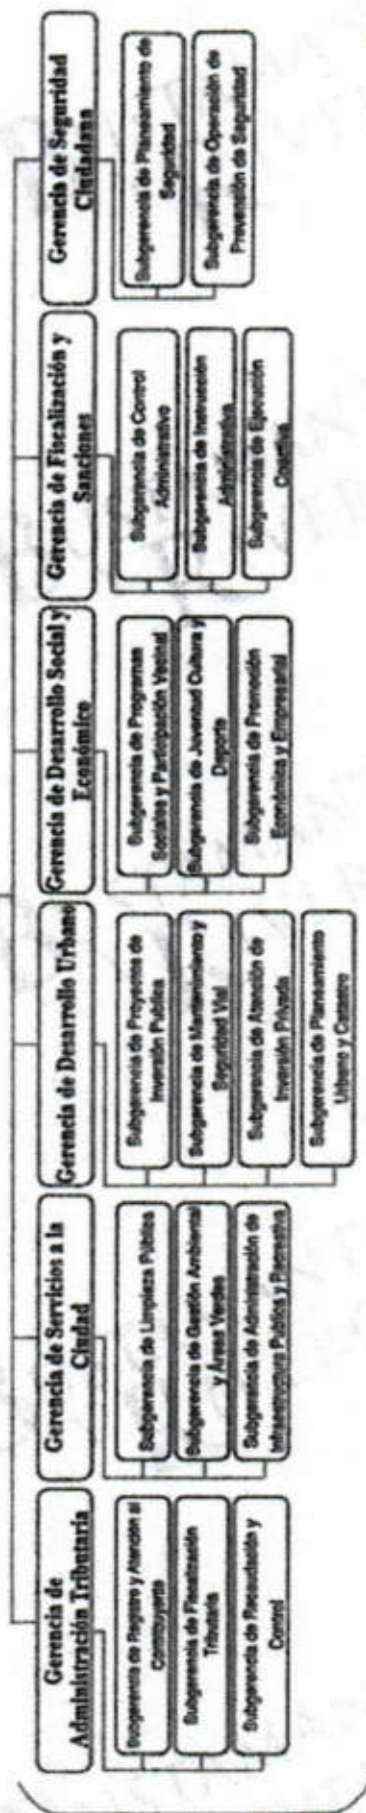 Gerencia de
Administración Tributaria
Subgerencia de Registro y Atención al
Contribuyente
Subgerencia de Fiscalización
Tributaria
Subgerencia de Recaudación y
Control
Gerencia de Servicios a la
Ciudad
Subgerencia de Limpieza Pública
Subgerencia de Gestión Ambiental
y Áreas Verdes
Subgerencia de Administración de
Infraestructura Publica y Recreativa
Gerencia de Desarrollo Urbano
Subgerencia de Proyectos de
Inversión Publica
Subgerencia de Mantenimiento y
Seguridad Vial
Subgerencia de Atención de
Inversión Privada
Subgerencia de Planeamiento
Urbano y Catastro
Gerencia de Desarrollo Social y
Económico
Subgerencia de Programas
Sociales y Participación Vecinal
Subgerencia de Juventud Cultura y
Deporte
Subgerencia de Promoción
Económica y Empresarial
Gerencia de Fiscalización y
Sanciones
Subgerencia de Control
Administrativo
Subgerencia de Instrucción
Administrativa
Subgerencia de Ejecución
Coactiva
Gerencia de Seguridad
Ciudadana
Subgerencia de Planeamiento de
Seguridad
Subgerencia de Operación de
Prevención de Seguridad